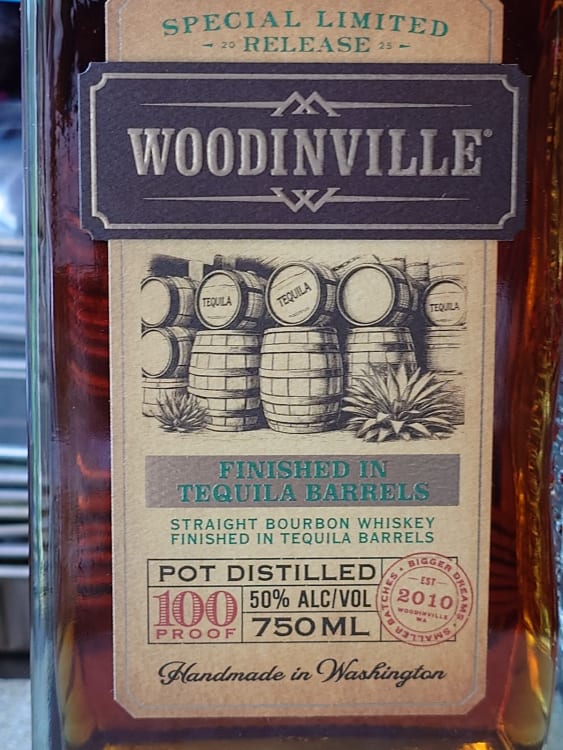 SPECIAL LIMITED
20 RELEASE 25
WOODINVILLE®
TEQUILA
TEQUILA
TEQUILA
FINISHED IN
TEQUILA BARRELS
STRAIGHT BOURBON WHISKEY
FINISHED IN TEQUILA BARRELS
POT DISTILLED
100
PROOF
50% ALC/VOL
750ML
SMALLER BATCHES • BIGGER DREAMS •
EST
2010
WOODINVILLE
WA
Handmade in Washington